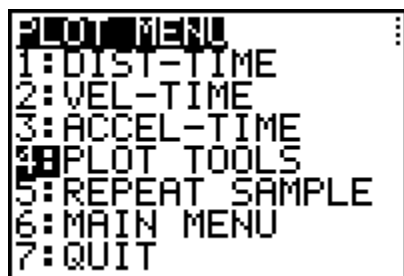 PLOT MENU
1:DIST-TIME
2:VEL-TIME
3:ACCEL-TIME
4:PLOT TOOLS
5:REPEAT SAMPLE
6:MAIN MENU
7:QUIT